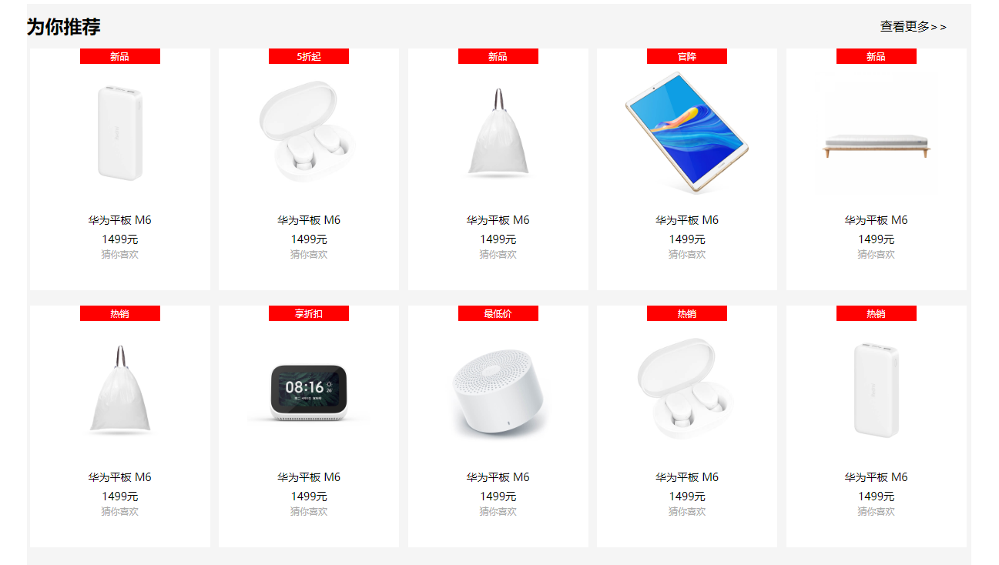 为你推荐
查看更多>>
新品
5折起
新品
官降
新品
华为平板 M6
华为平板 M6
华为平板 M6
华为平板 M6
华为平板 M6
1499元
1499元
1499元
1499元
1499元
猜你喜欢
猜你喜欢
猜你喜欢
猜你喜欢
猜你喜欢
热销
享折扣
最低价
热销
热销
08:16
26°
华为平板 M6
华为平板 M6
华为平板 M6
华为平板 M6
华为平板 M6
1499元
1499元
1499元
1499元
1499元
猜你喜欢
猜你喜欢
猜你喜欢
猜你喜欢
猜你喜欢